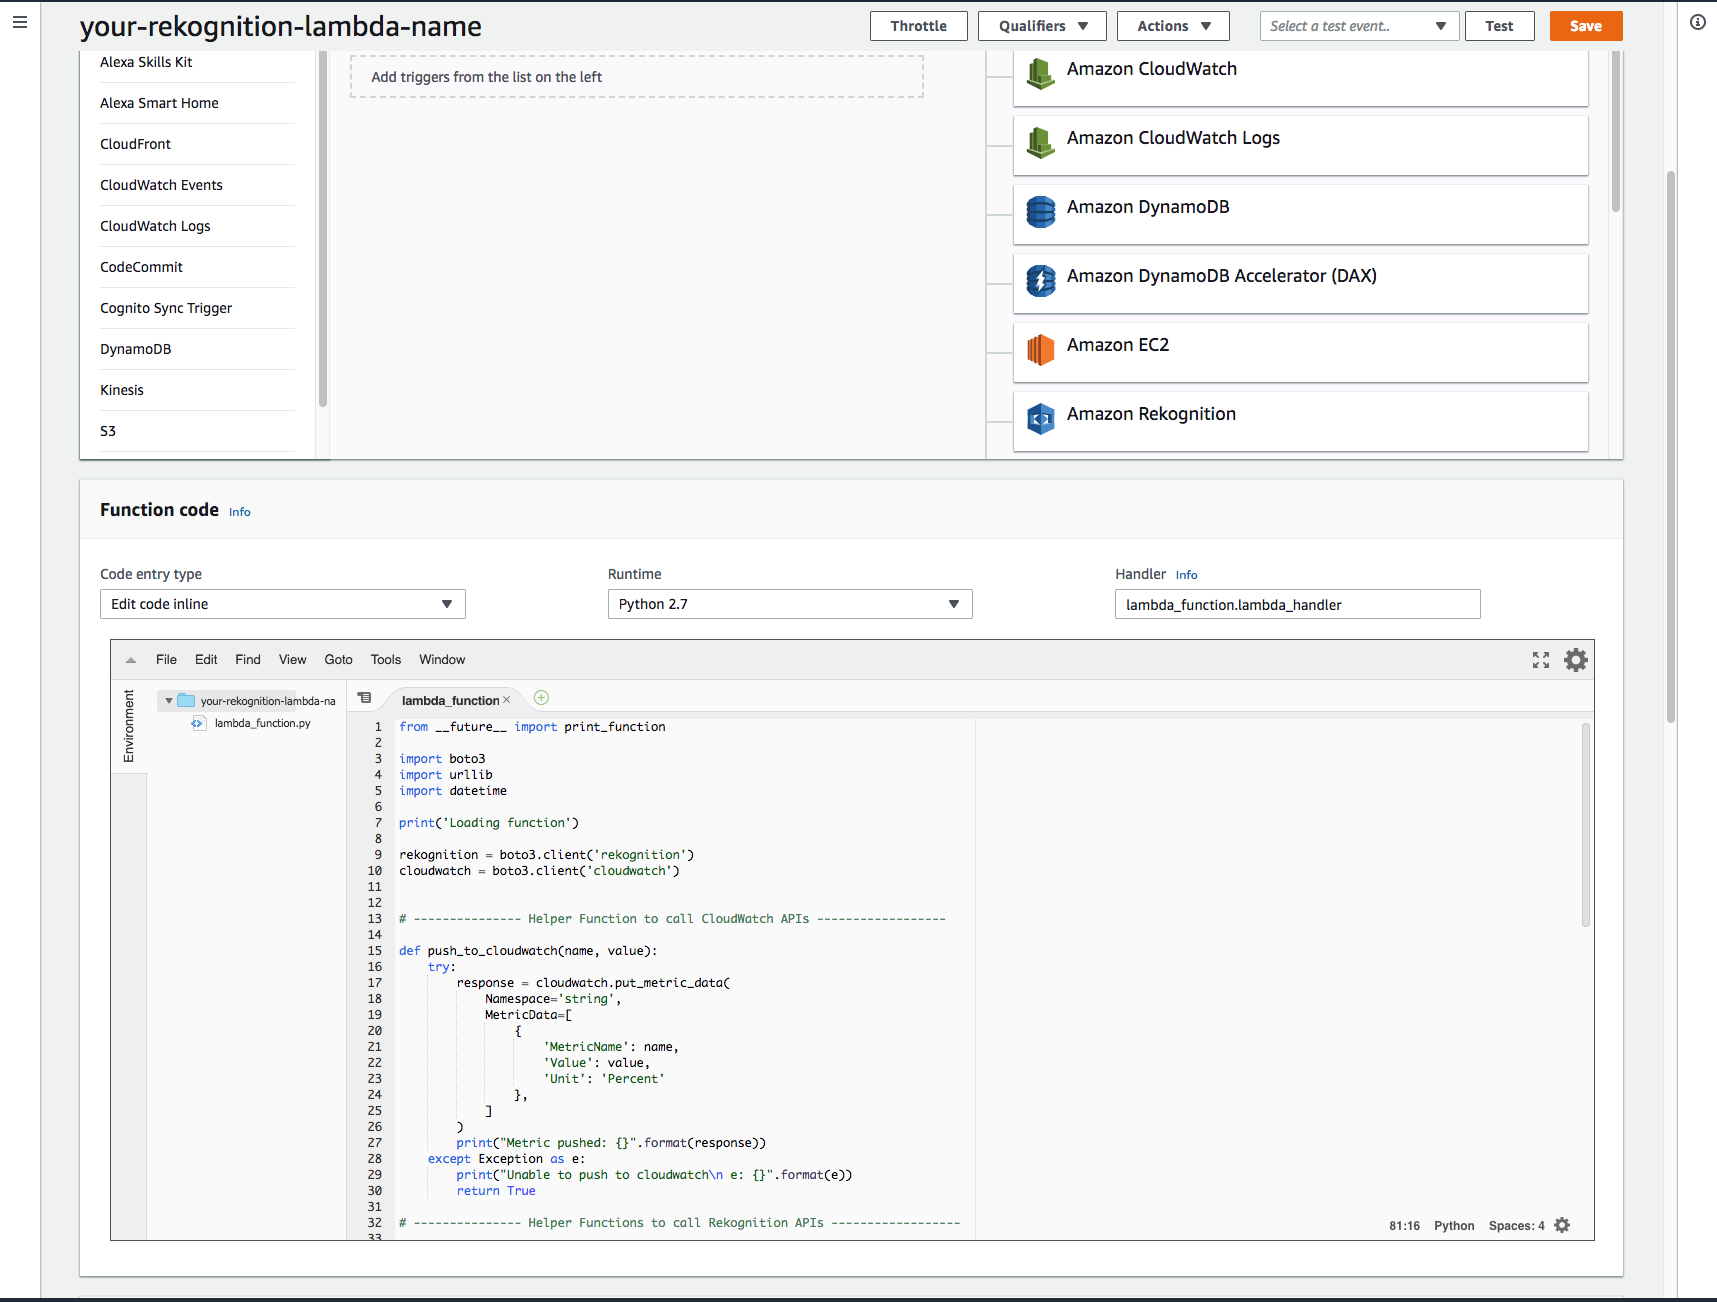 your-rekognition-lambda-name
Throttle
Qualifiers
Actions
Select a test event..
Test
Save
Alexa Skills Kit
Alexa Smart Home
CloudFront
CloudWatch Events
CloudWatch Logs
CodeCommit
Cognito Sync Trigger
DynamoDB
Kinesis
S3
Add triggers from the list on the left
Amazon CloudWatch
Amazon CloudWatch Logs
Amazon DynamoDB
Amazon DynamoDB Accelerator (DAX)
Amazon EC2
Amazon Rekognition
Function code Info
Code entry type
Edit code inline
Runtime
Python 2.7
Handler Info
lambda_function.lambda_handler
File Edit Find View Goto Tools Window
Environment
your-rekognition-lambda-na
lambda_function.py
lambda_function
1 from __future__ import print_function
2
3 import boto3
4 import urllib
5 import datetime
6
7 print('Loading function')
8
9 rekognition = boto3.client('rekognition')
10 cloudwatch = boto3.client('cloudwatch')
11
12
13 # --------------- Helper Function to call CloudWatch APIs ------------------
14
15 def push_to_cloudwatch(name, value):
16     try:
17         response = cloudwatch.put_metric_data(
18             Namespace='string',
19             MetricData=[
20                 {
21                     'MetricName': name,
22                     'Value': value,
23                     'Unit': 'Percent'
24                 },
25             ]
26         )
27         print("Metric pushed: {}".format(response))
28     except Exception as e:
29         print("Unable to push to cloudwatch\n e: {}".format(e))
30         return True
31
32 # --------------- Helper Functions to call Rekognition APIs ------------------
33
81:16 Python Spaces: 4